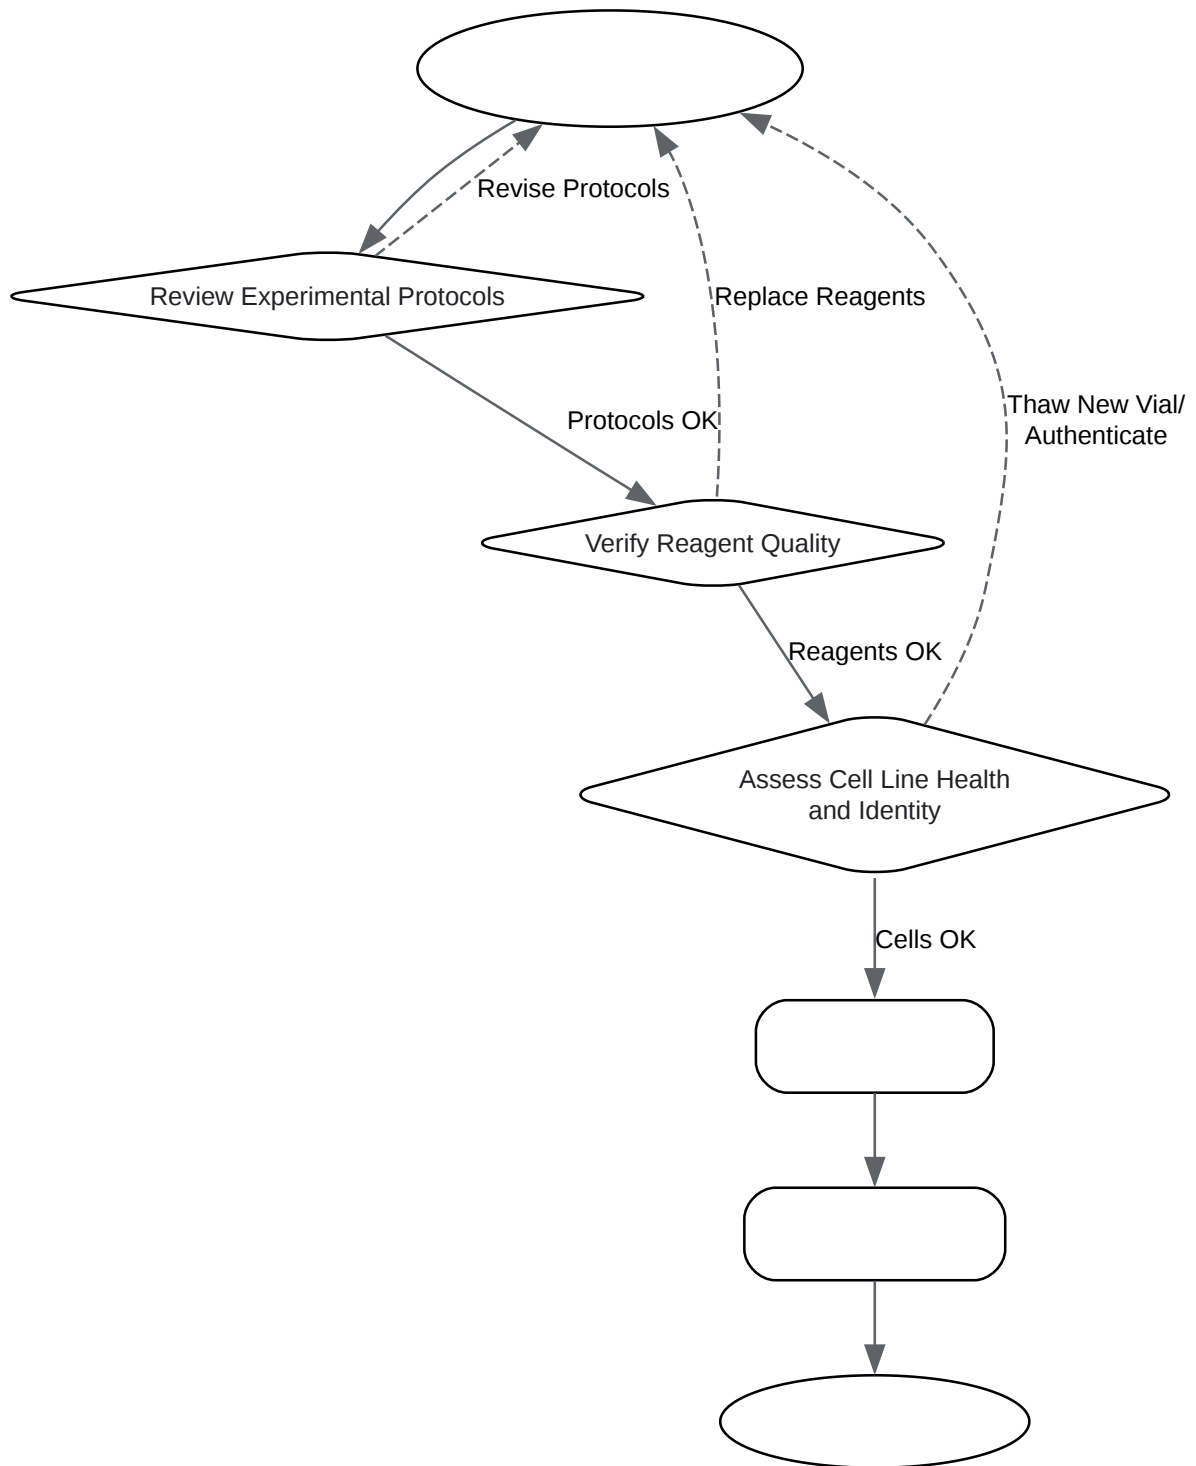 Revise Protocols
Review Experimental Protocols
Replace Reagents
Thaw New Vial/
Authenticate
Protocols OK
Verify Reagent Quality
Reagents OK
Assess Cell Line Health
and Identity
Cells OK